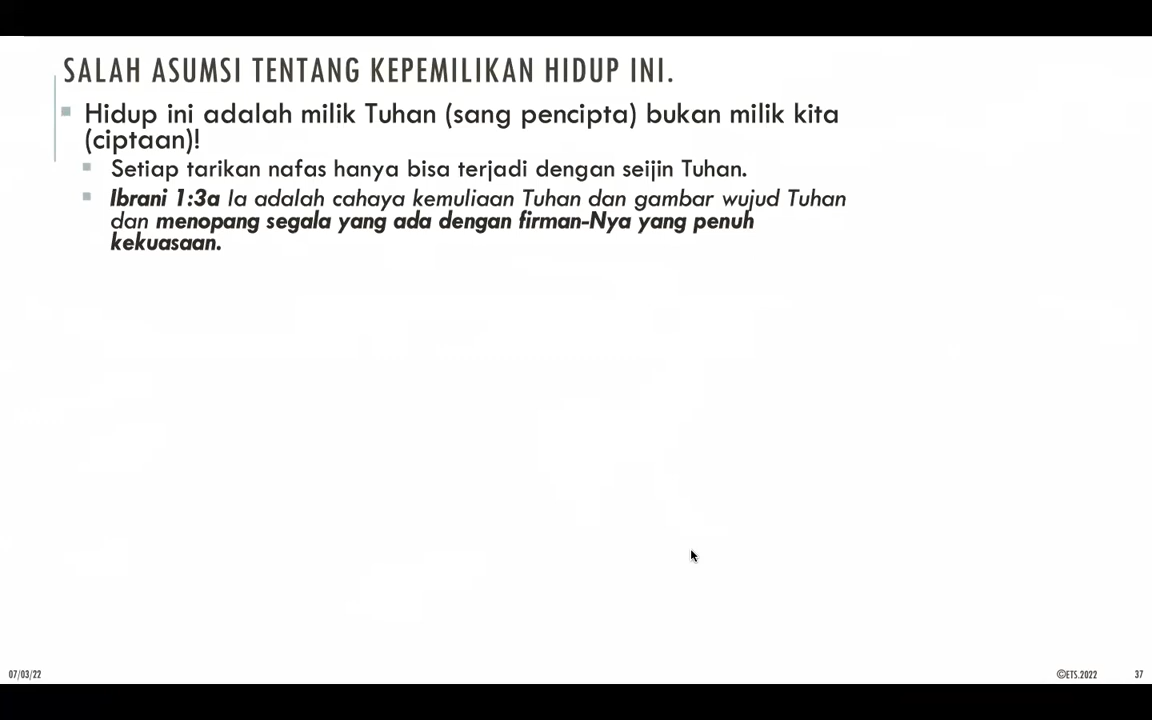 SALAH ASUMSI TENTANG KEPEMILIKAN HIDUP INI.
Hidup ini adalah milik Tuhan (sang pencipta) bukan milik kita
(ciptaan)!
Setiap tarikan nafas hanya bisa terjadi dengan seijin Tuhan.
Ibrani 1:3a Ia adalah cahaya kemuliaan Tuhan dan gambar wujud Tuhan
dan menopang segala yang ada dengan firman-Nya yang penuh
kekuasaan.
07/03/22
©ETS.2022
37